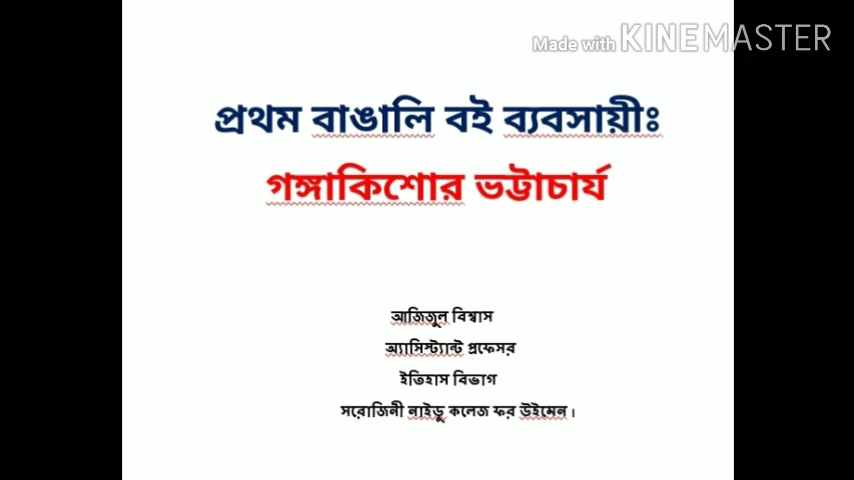 Made with KINEMASTER
প্রথম বাঙালি বই ব্যবসায়ীঃ
গঙ্গাকিশোর ভট্টাচার্য
আজিজুল বিশ্বাস
অ্যাসিস্ট্যান্ট প্রফেসর
ইতিহাস বিভাগ
সরোজিনী নাইডু কলেজ ফর উইমেন।